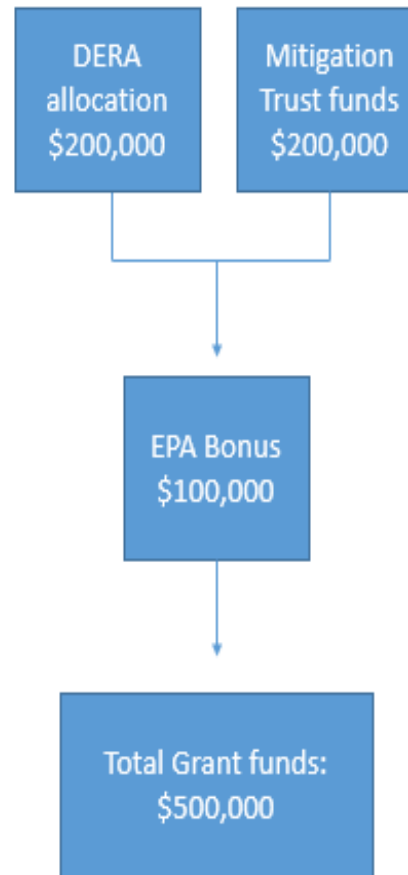 DERA
allocation
$200,000
Mitigation
Trust funds
$200,000
EPA Bonus
$100,000
Total Grant funds:
$500,000